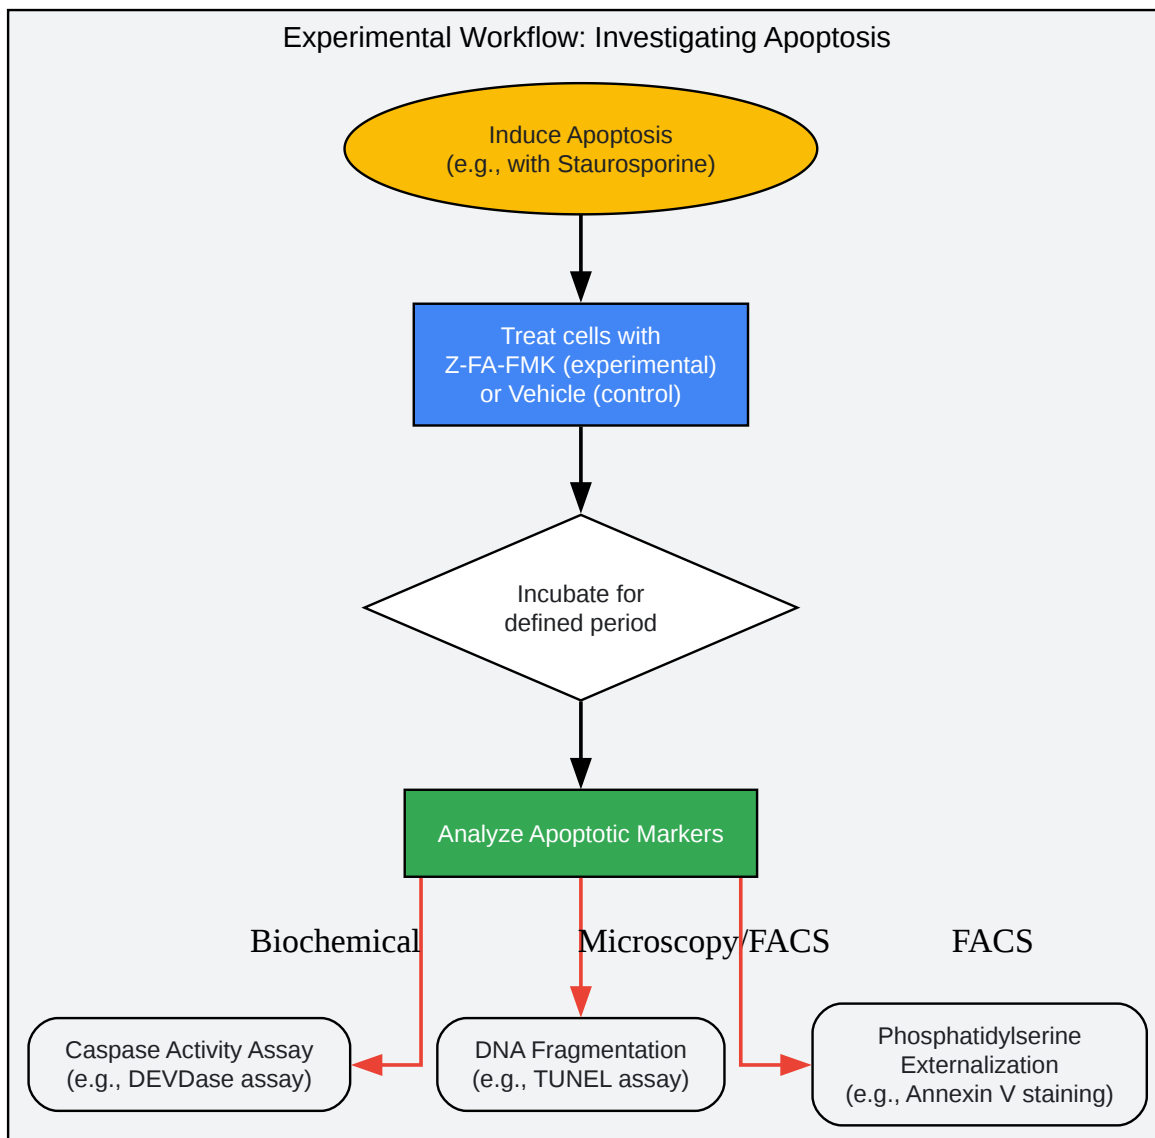 Experimental Workflow: Investigating Apoptosis
Induce Apoptosis
(e.g., with Staurosporine)
Treat cells with
Z-FA-FMK (experimental)
or Vehicle (control)
Incubate for
defined period
Analyze Apoptotic Markers
Biochemical
Microscopy/FACS
FACS
Caspase Activity Assay
(e.g., DEVDase assay)
DNA Fragmentation
(e.g., TUNEL assay)
Phosphatidylserine
Externalization
(e.g., Annexin V staining)